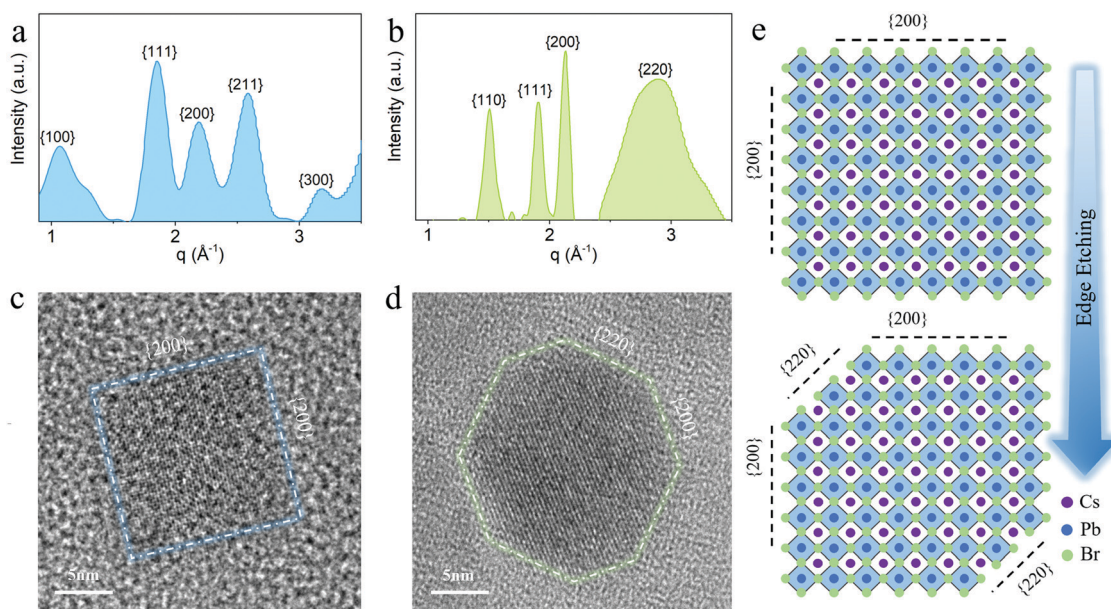 a
Intensity (a.u.)
{100}
{111}
{200}
{211}
{300}
1
2
3
q (Å⁻¹)
b
Intensity (a.u.)
{110}
{111}
{200}
{220}
1
2
3
q (Å⁻¹)
c
{200}
{200}
5nm
d
{220}
{200}
5nm
e
{200}
{200}
Edge Etching
{200}
{220}
{200}
{220}
Cs
Pb
Br